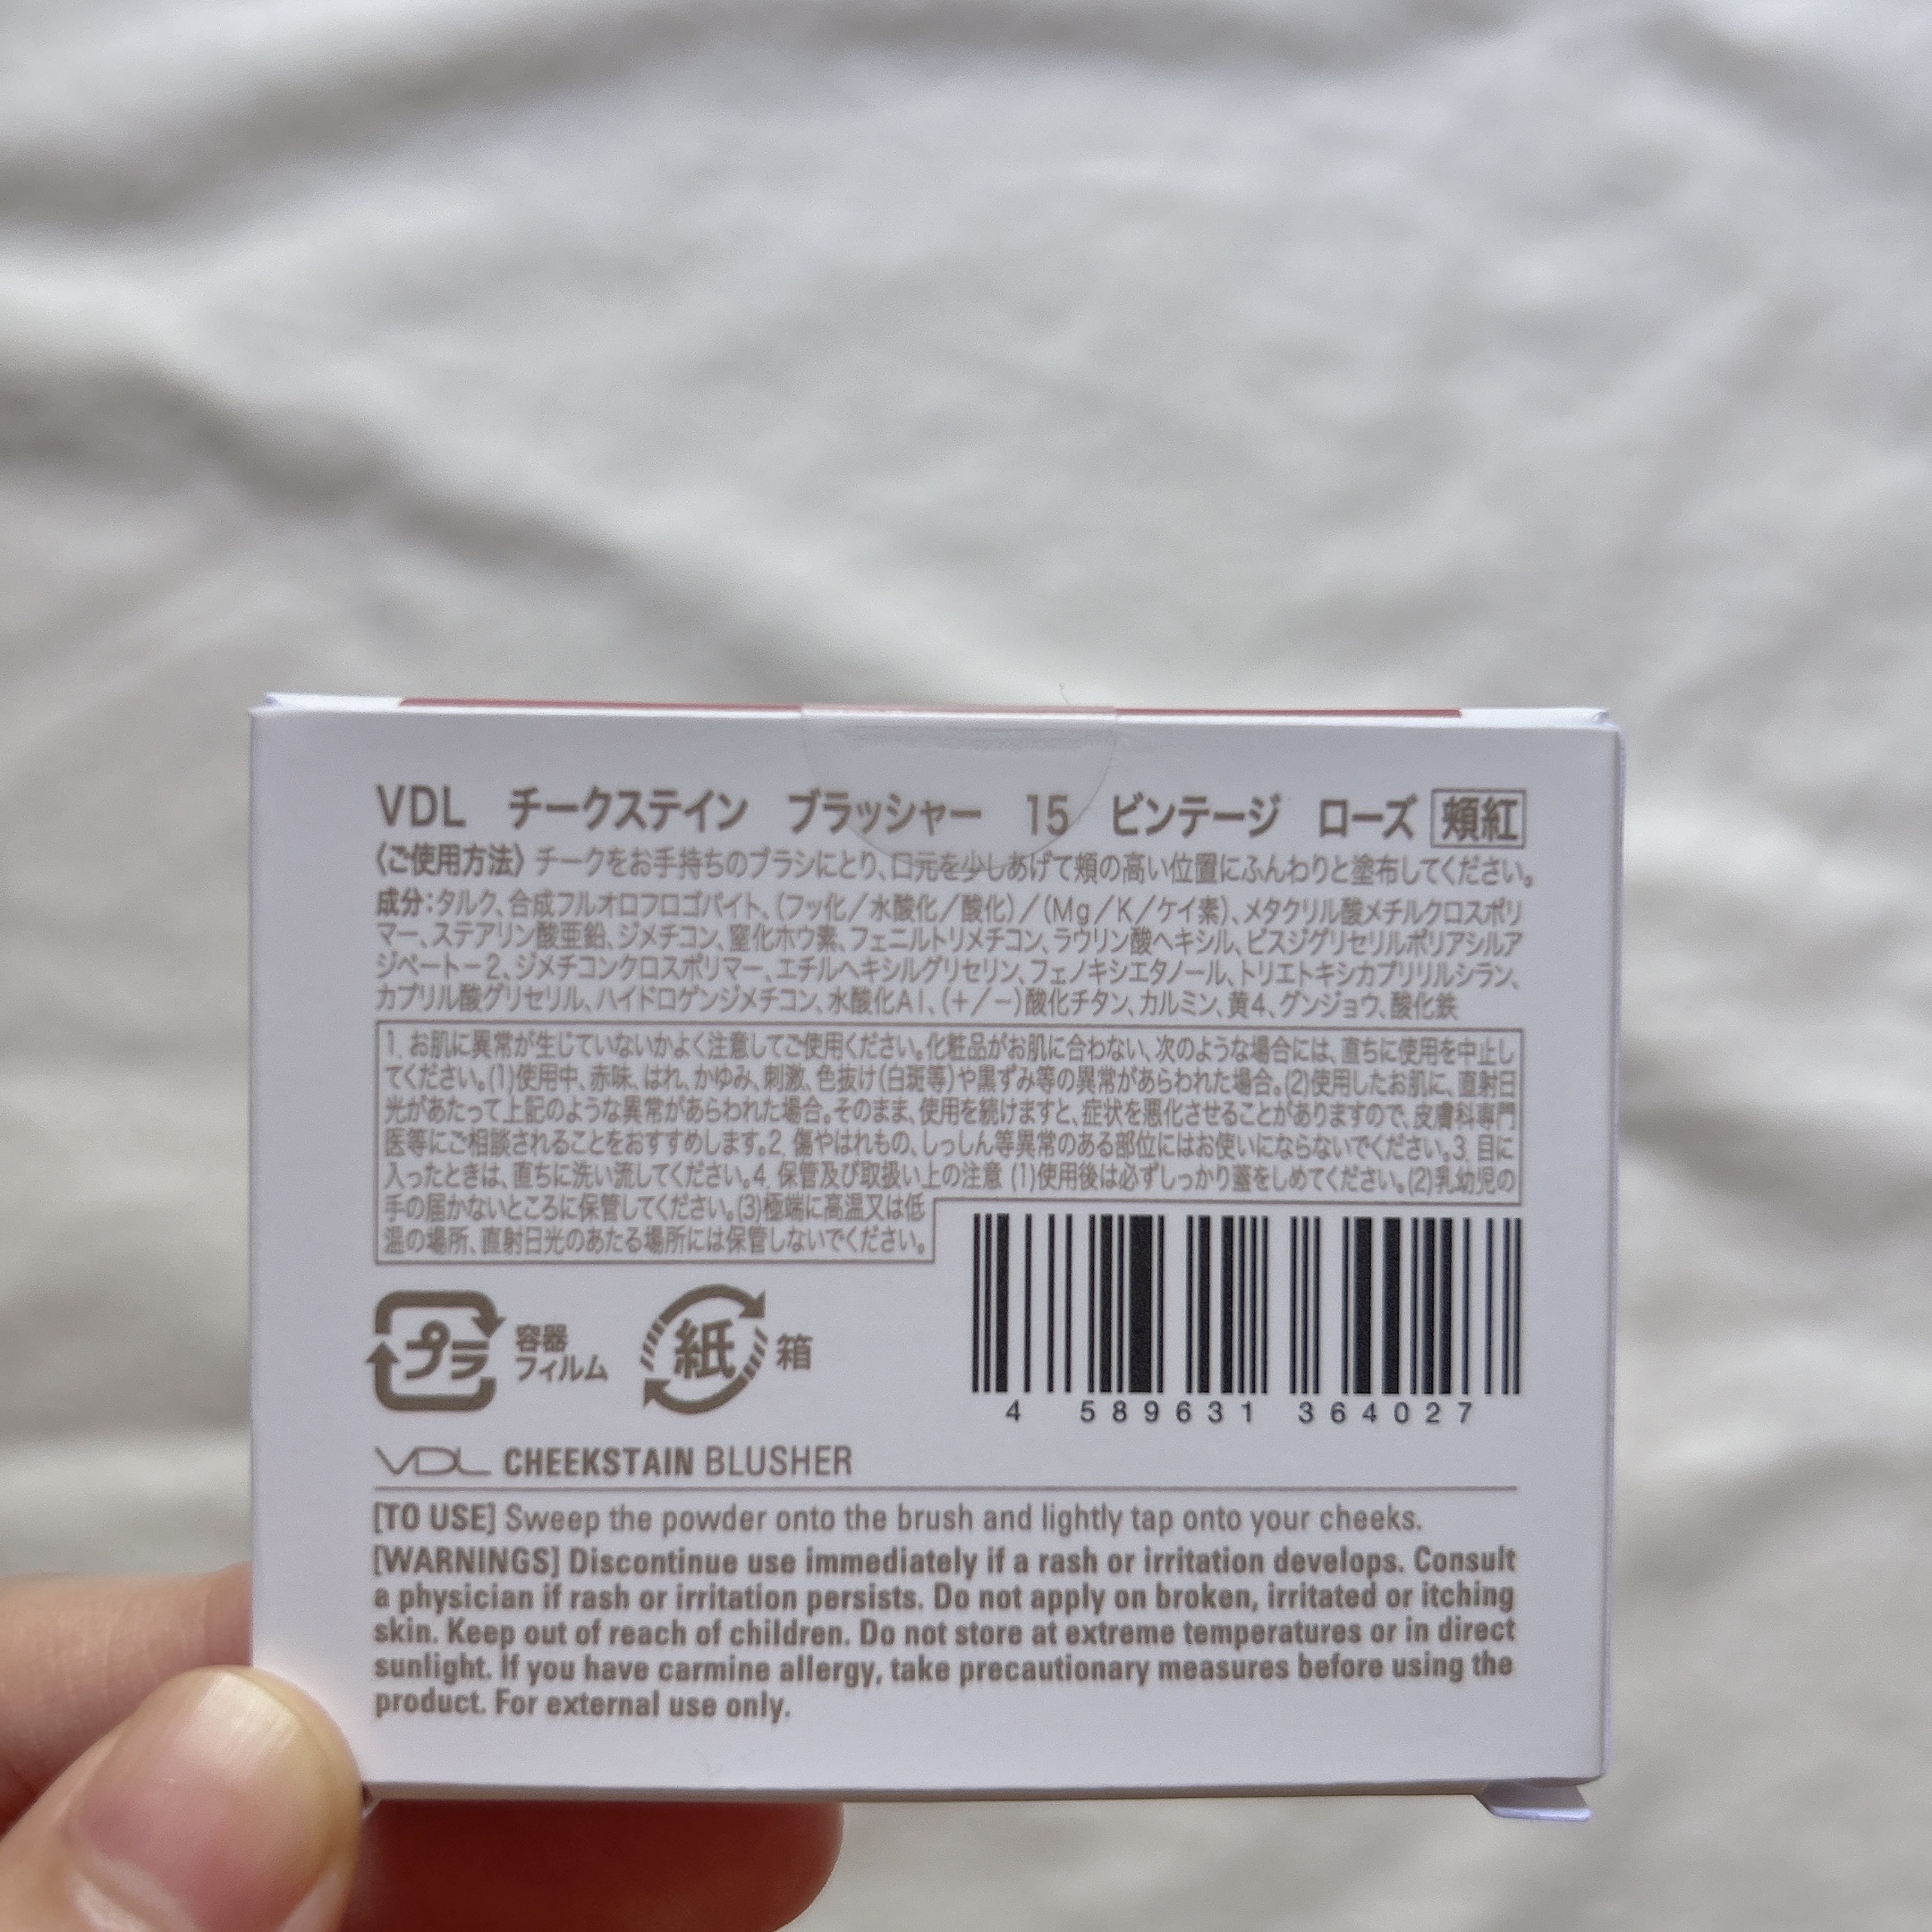 VDL チークステイン ブラッシャー 15 ビンテージ ローズ 頬紅
〈ご使用方法〉チークをお手持ちのブラシにとり、口元を少しあげて頬の高い位置にふんわりと塗布してください。
成分:タルク、合成フルオロフロゴパイト、(フッ化/水酸化/酸化)/(Mg/K/ケイ素)、メタクリル酸メチルクロスポリ
マー、ステアリン酸亜鉛、ジメチコン、窒化ホウ素、フェニルトリメチコン、ラウリン酸ヘキシル、ビスジグリセリルポリアシルア
ジペート-2、ジメチコンクロスポリマー、エチルヘキシルグリセリン、フェノキシエタノール、トリエトキシカプリリルシラン、
カプリル酸グリセリル、ハイドロゲンジメチコン、水酸化Al、(+/-)酸化チタン、カルミン、黄4、グンジョウ、酸化鉄
1. お肌に異常が生じていないかよく注意してご使用ください。化粧品がお肌に合わない、次のような場合には、直ちに使用を中止し
てください。(1)使用中、赤味、はれ、かゆみ、刺激、色抜け(白斑等)や黒ずみ等の異常があらわれた場合。(2)使用したお肌に、直射日
光があたって上記のような異常があらわれた場合。そのまま、使用を続けますと、症状を悪化させることがありますので、皮膚科専門
医等にご相談されることをおすすめします。2. 傷やはれもの、しっしん等異常のある部位にはお使いにならないでください。3. 目に
入ったときは、直ちに洗い流してください。4. 保管及び取扱い上の注意 (1)使用後は必ずしっかり蓋をしめてください。(2)乳幼児の
手の届かないところに保管してください。(3)極端に高温又は低
温の場所、直射日光のあたる場所には保管しないでください。
プラ 容器
フィルム
紙 箱
4 589631 364027
VDL CHEEKSTAIN BLUSHER
[TO USE] Sweep the powder onto the brush and lightly tap onto your cheeks.
[WARNINGS] Discontinue use immediately if a rash or irritation develops. Consult
a physician if rash or irritation persists. Do not apply on broken, irritated or itching
skin. Keep out of reach of children. Do not store at extreme temperatures or in direct
sunlight. If you have carmine allergy, take precautionary measures before using the
product. For external use only.